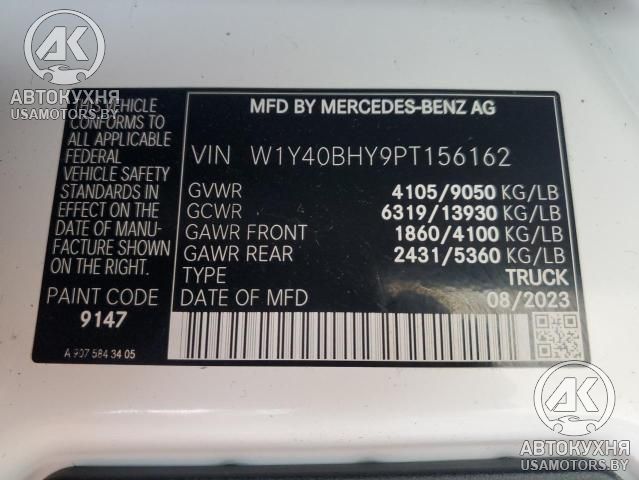 АВТОКУХНЯ
USAMOTORS.BY
THIS VEHICLE
CONFORMS TO
ALL APPLICABLE
FEDERAL
VEHICLE SAFETY
STANDARDS IN
EFFECT ON THE
DATE OF MANU-
FACTURE SHOWN
ON THE RIGHT.
PAINT CODE
9147
A 907 584 34 05
MFD BY MERCEDES-BENZ AG
VIN W1Y40BHY9PT156162
GVWR 4105/9050 KG/LB
GCWR 6319/13930 KG/LB
GAWR FRONT 1860/4100 KG/LB
GAWR REAR 2431/5360 KG/LB
TYPE TRUCK
DATE OF MFD 08/2023
АВТОКУХНЯ
USAMOTORS.BY